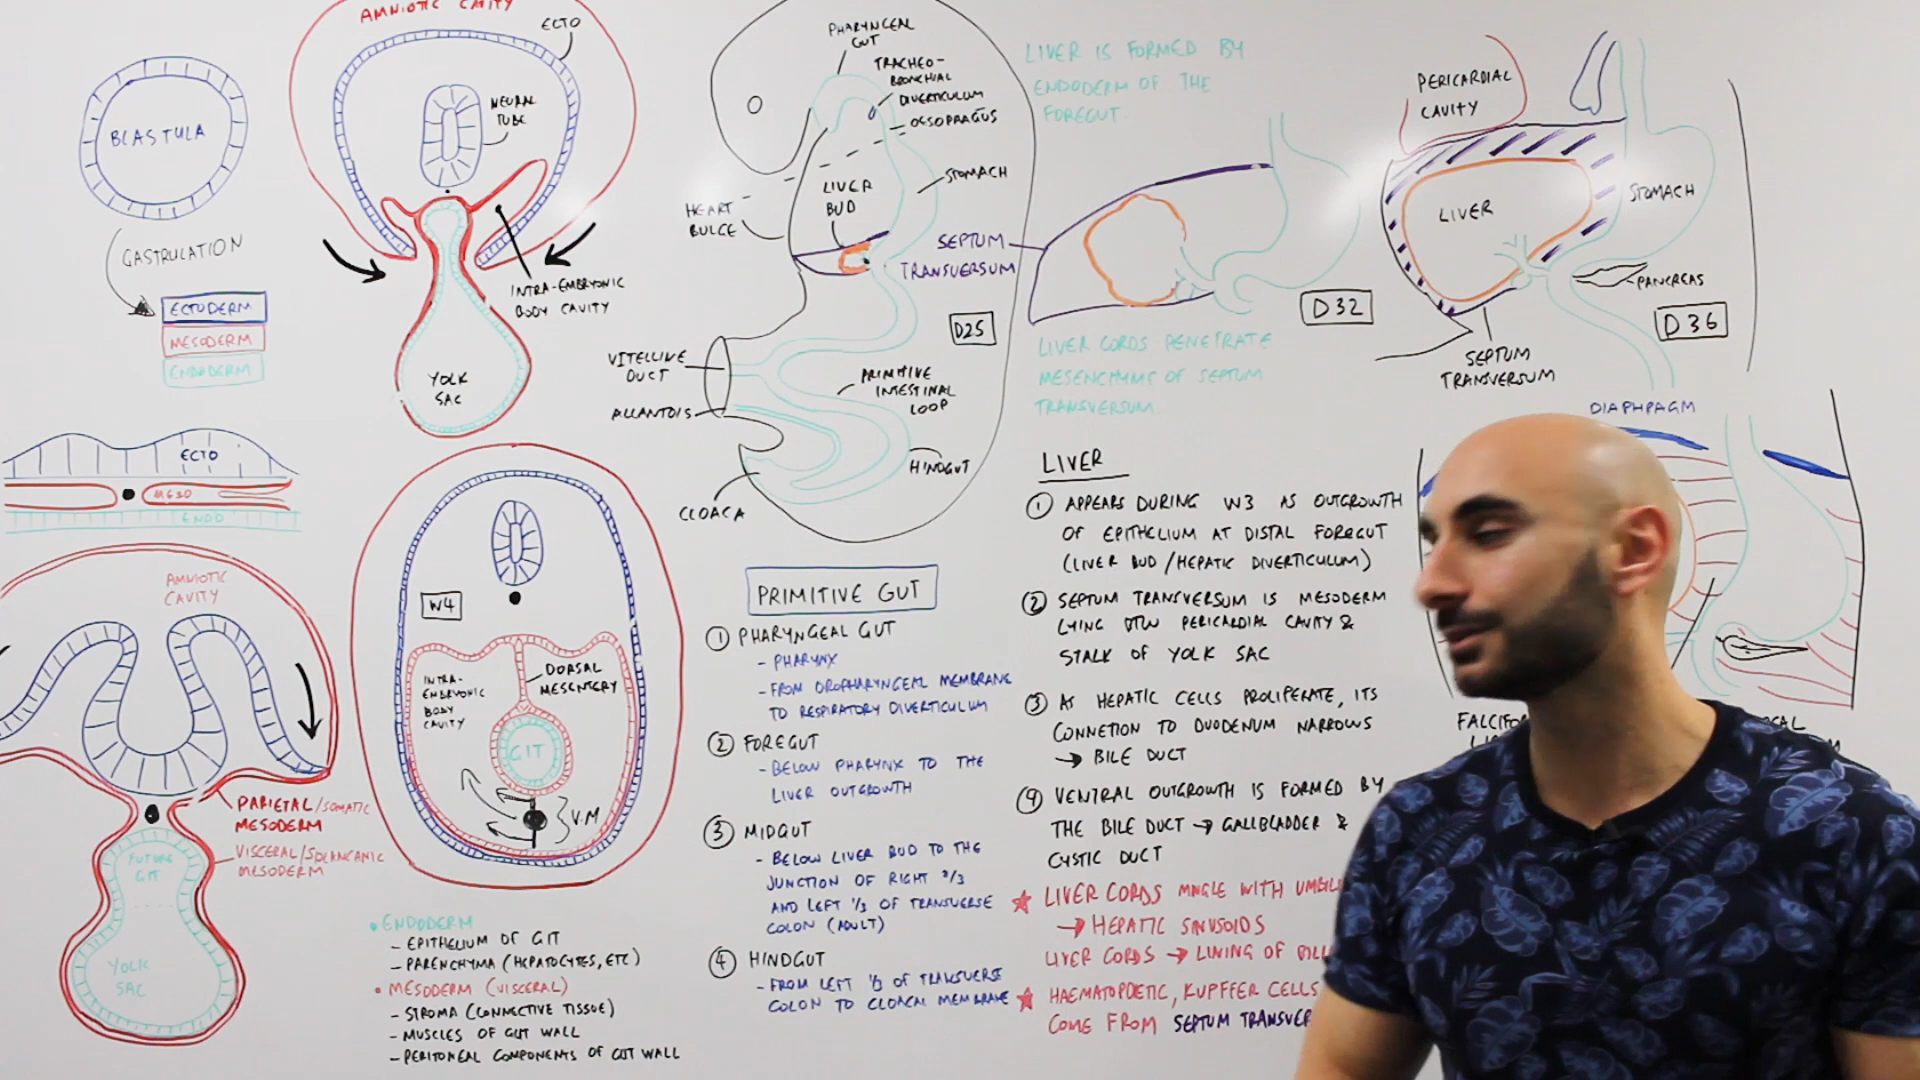 AMNIOTIC CAVITY
ECTO
BLASTULA
NEURAL
TUBE
GASTRULATION
ECTODERM
MESODERM
ENDODERM
INTRA-EMBRYONIC
BODY CAVITY
YOLK
SAC
PHARYNGEAL
GUT
TRACHEO-
BRONCHIAL
DIVERTICULUM
OESOPHAGUS
STOMACH
LIVER
BUD
HEART
BULGE
SEPTUM
TRANSVERSUM
D25
VITELLINE
DUCT
ALLANTOIS
PRIMITIVE
INTESTINAL
LOOP
HINDGUT
CLOACA
LIVER IS FORMED BY
ENDODERM OF THE
FOREGUT.
D32
LIVER CORDS PENETRATE
MESENCHYME OF SEPTUM
TRANSVERSUM.
PERICARDIAL
CAVITY
LIVER
STOMACH
PANCREAS
D36
SEPTUM
TRANSVERSUM
DIAPHRAGM
ECTO
MESO
ENDO
AMNIOTIC
CAVITY
PARIETAL/SOMATIC
MESODERM
VISCERAL/SPLANCANIC
MESODERM
FUTURE
GIT
YOLK
SAC
W4
INTRA-
EMBRYONIC
BODY
CAVITY
DORSAL
MESENTERY
GIT
V.M
• ENDODERM
- EPITHELIUM OF GIT
- PARENCHYMA (HEPATOCYTES, ETC)
• MESODERM (VISCERAL)
- STROMA (CONNECTIVE TISSUE)
- MUSCLES OF GUT WALL
- PERITONEAL COMPONENTS OF GUT WALL
PRIMITIVE GUT
① PHARYNGEAL GUT
- PHARYNX
- FROM OROPHARYNGEAL MEMBRANE
TO RESPIRATORY DIVERTICULUM
② FOREGUT
- BELOW PHARYNX TO THE
LIVER OUTGROWTH
③ MIDGUT
- BELOW LIVER BUD TO THE
JUNCTION OF RIGHT 2/3
AND LEFT 1/3 OF TRANSVERSE
COLON (ADULT)
④ HINDGUT
- FROM LEFT 1/3 OF TRANSVERSE
COLON TO CLOACAL MEMBRANE
LIVER
① APPEARS DURING W3 AS OUTGROWTH
OF EPITHELIUM AT DISTAL FOREGUT
(LIVER BUD/HEPATIC DIVERTICULUM)
② SEPTUM TRANSVERSUM IS MESODERM
LYING BTW PERICARDIAL CAVITY &
STALK OF YOLK SAC
③ AS HEPATIC CELLS PROLIFERATE, ITS
CONNETION TO DUODENUM NARROWS
→ BILE DUCT
④ VENTRAL OUTGROWTH IS FORMED BY
THE BILE DUCT → GALLBLADDER &
CYSTIC DUCT
★ LIVER CORDS MINGLE WITH UMBIL
→ HEPATIC SINUSOIDS
LIVER CORDS → LINING OF BILE
★ HAEMATOPOETIC, KUPFFER CELLS
COME FROM SEPTUM TRANSVER